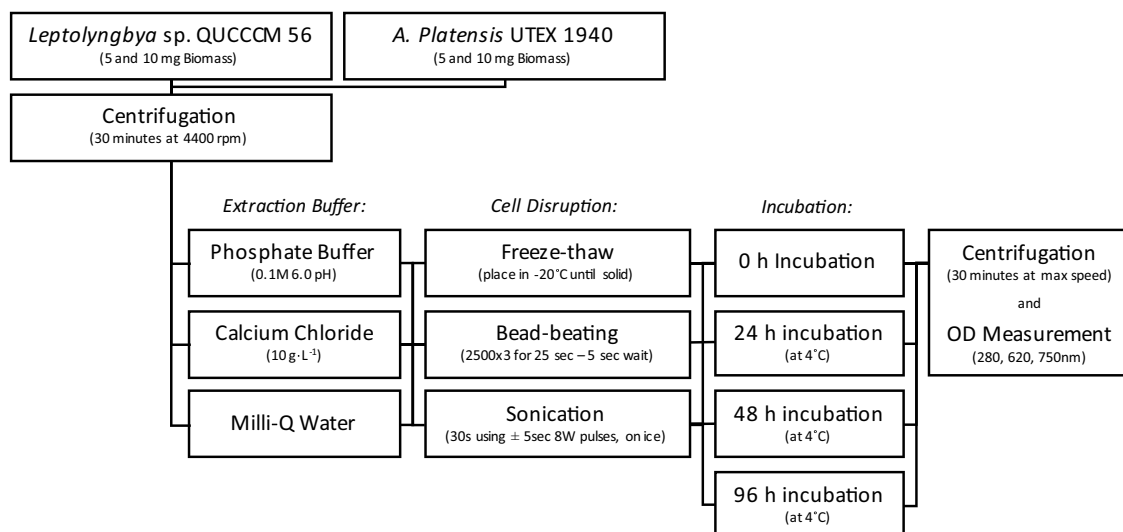 Leptolyngbya sp. QUCCCM 56
(5 and 10 mg Biomass)
A. Platensis UTEX 1940
(5 and 10 mg Biomass)
Centrifugation
(30 minutes at 4400 rpm)
Extraction Buffer:
Cell Disruption:
Incubation:
Phosphate Buffer
(0.1M 6.0 pH)
Freeze-thaw
(place in -20°C until solid)
0 h Incubation
Centrifugation
(30 minutes at max speed)
and
OD Measurement
(280, 620, 750nm)
Calcium Chloride
(10 g·L⁻¹)
Bead-beating
(2500x3 for 25 sec – 5 sec wait)
24 h incubation
(at 4°C)
Milli-Q Water
Sonication
(30s using ± 5sec 8W pulses, on ice)
48 h incubation
(at 4°C)
96 h incubation
(at 4°C)